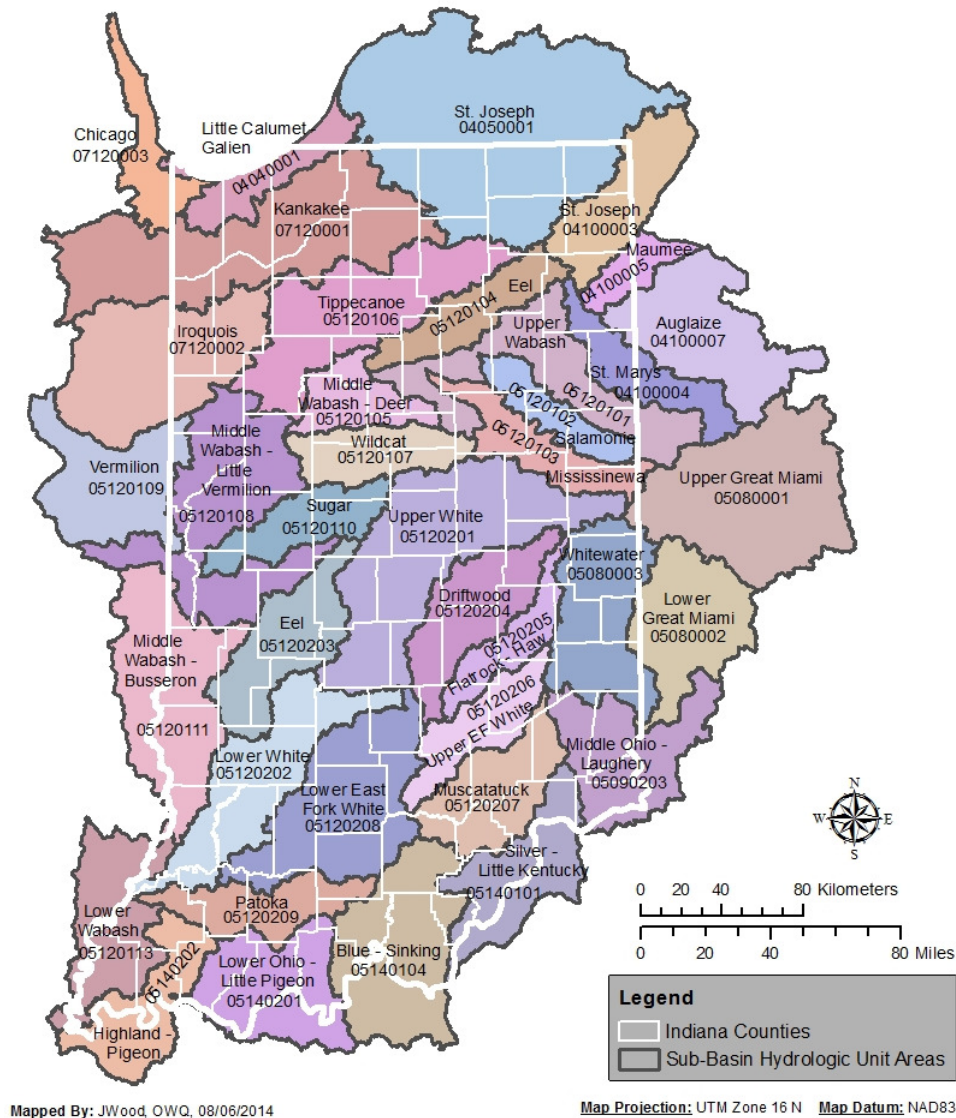 St. Joseph
04050001
Chicago
07120003
Little Calumet -
Galien
04040001
Kankakee
07120001
St. Joseph
04100003
Maumee
04100005
Eel
05120104
Tippecanoe
05120106
Upper
Wabash
05120101
Auglaize
04100007
Iroquois
07120002
St. Marys
04100004
Middle
Wabash - Deer
05120105
05120102
Salamonie
Middle
Wabash -
Little
Vermilion
05120108
Wildcat
05120107
05120103
Mississinewa
Vermilion
05120109
Upper Great Miami
05080001
Sugar
05120110
Upper White
05120201
Whitewater
05080003
Driftwood
05120204
Lower
Great Miami
05080002
Eel
05120203
05120205
Flatrock - Haw
Middle
Wabash -
Busseron
05120111
05120206
Upper EF White
Middle Ohio -
Laughery
05090203
Lower White
05120202
Lower East
Fork White
05120208
Muscatatuck
05120207
Silver -
Little Kentucky
05140101
Patoka
05120209
Lower
Wabash
05120113
Blue - Sinking
05140104
Lower Ohio -
Little Pigeon
05140201
05140202
Highland -
Pigeon
N
W E
S
0 20 40 80 Kilometers
0 20 40 80 Miles
Legend
Indiana Counties
Sub-Basin Hydrologic Unit Areas
Mapped By: JWood, OWQ, 08/06/2014
Map Projection: UTM Zone 16 N Map Datum: NAD83